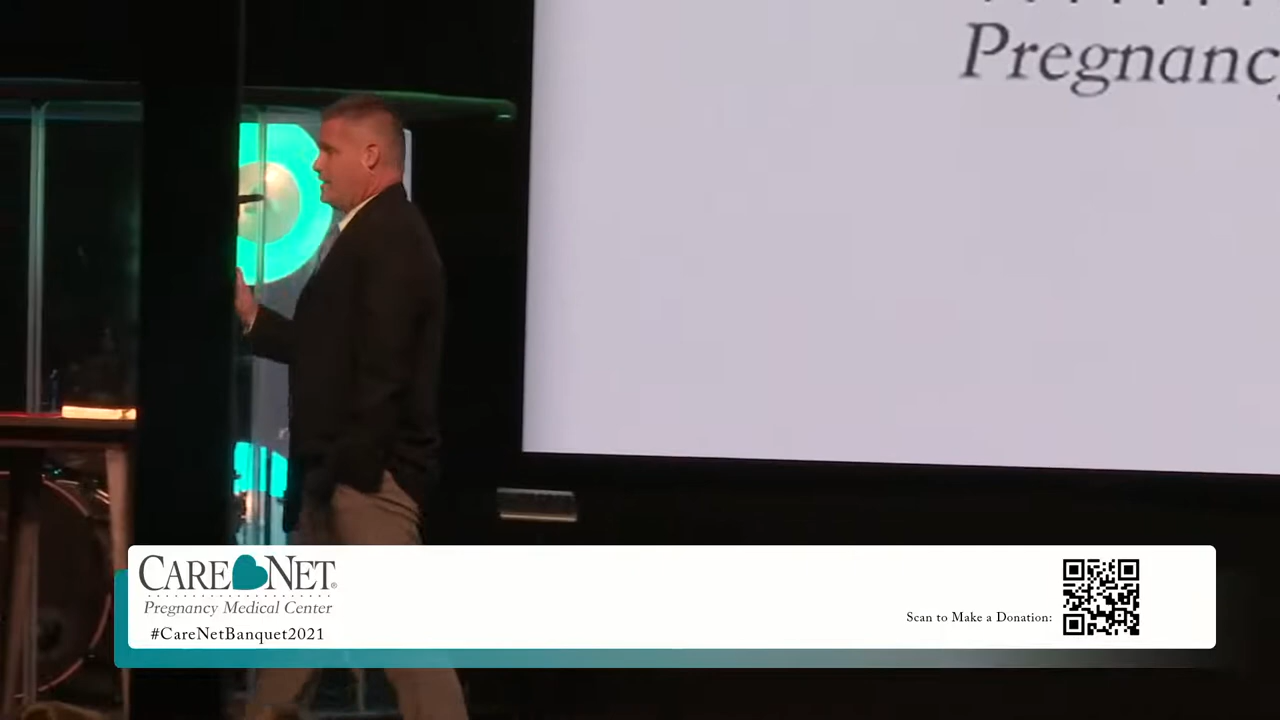 Pregnanc
CARE NET®
Pregnancy Medical Center
#CareNetBanquet2021
Scan to Make a Donation: